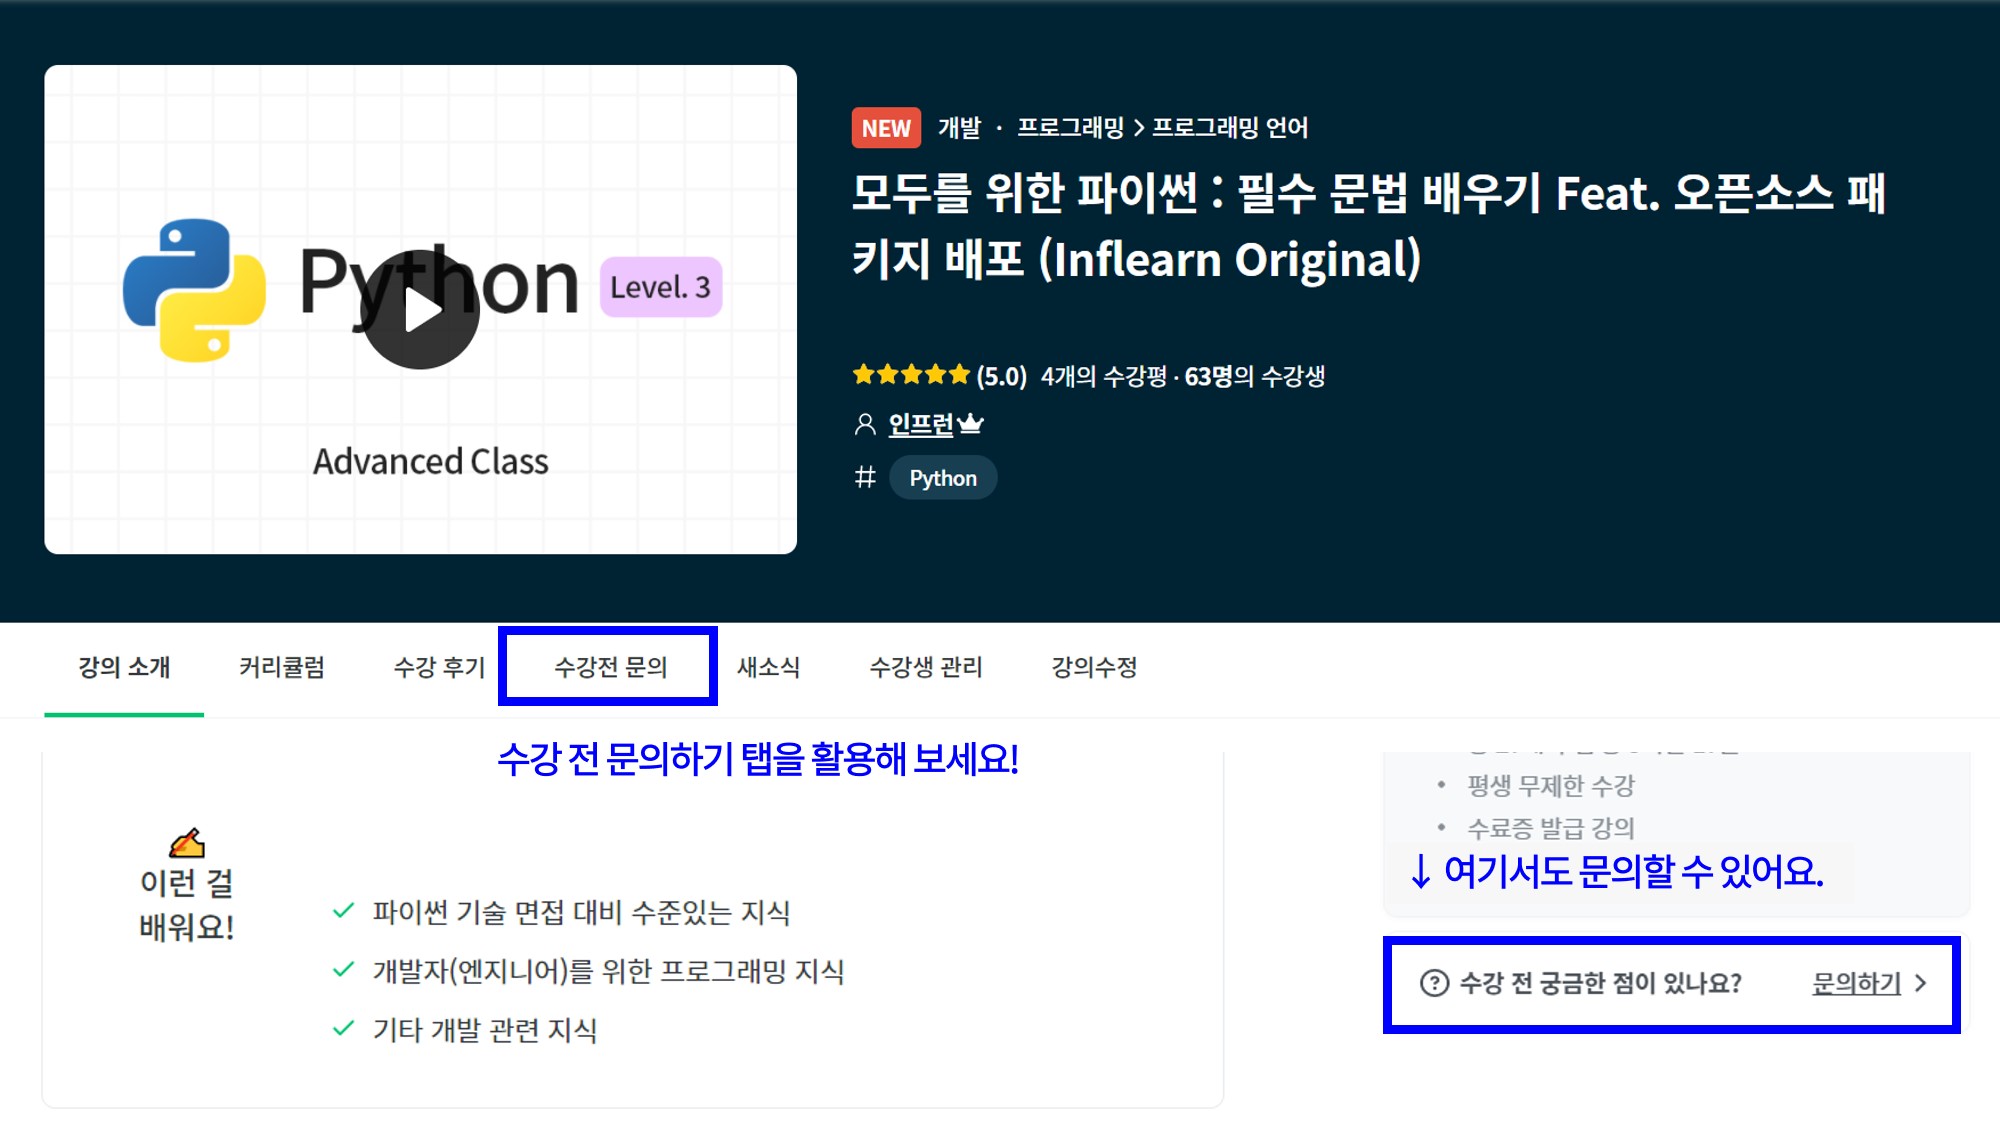 Python
Level. 3
Advanced Class
NEW 개발 · 프로그래밍 > 프로그래밍 언어
모두를 위한 파이썬 : 필수 문법 배우기 Feat. 오픈소스 패
키지 배포 (Inflearn Original)
(5.0) 4개의 수강평 · 63명의 수강생
인프런
# Python
강의 소개 커리큘럼 수강 후기 수강전 문의 새소식 수강생 관리 강의수정
수강 전 문의하기 탭을 활용해 보세요!
✍
이런 걸
배워요!
파이썬 기술 면접 대비 수준있는 지식
개발자(엔지니어)를 위한 프로그래밍 지식
기타 개발 관련 지식
• 평생 무제한 수강
• 수료증 발급 강의
↓ 여기서도 문의할 수 있어요.
수강 전 궁금한 점이 있나요? 문의하기 >